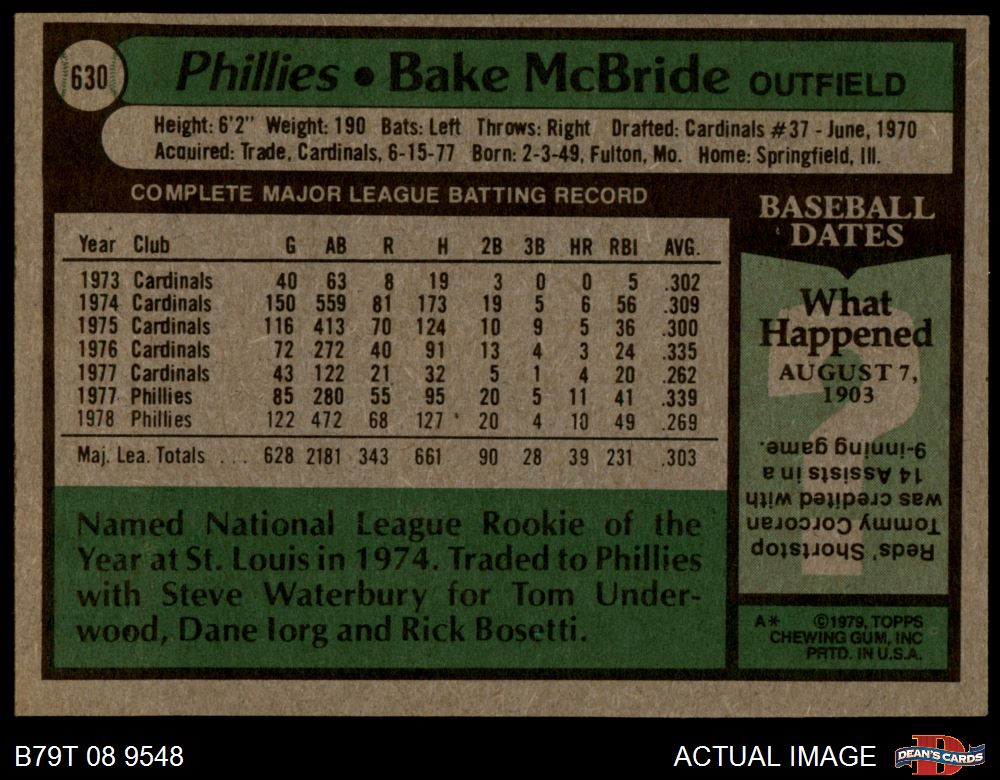 630
Phillies • Bake McBride OUTFIELD
Height: 6'2" Weight: 190 Bats: Left Throws: Right Drafted: Cardinals #37 - June, 1970
Acquired: Trade, Cardinals, 6-15-77 Born: 2-3-49, Fulton, Mo. Home: Springfield, Ill.
COMPLETE MAJOR LEAGUE BATTING RECORD
Year Club G AB R H 2B 3B HR RBI AVG.
1973 Cardinals 40 63 8 19 3 0 0 5 .302
1974 Cardinals 150 559 81 173 19 5 6 56 .309
1975 Cardinals 116 413 70 124 10 9 5 36 .300
1976 Cardinals 72 272 40 91 13 4 3 24 .335
1977 Cardinals 43 122 21 32 5 1 4 20 .262
1977 Phillies 85 280 55 95 20 5 11 41 .339
1978 Phillies 122 472 68 127 20 4 10 49 .269
Maj. Lea. Totals ... 628 2181 343 661 90 28 39 231 .303
Named National League Rookie of the
Year at St. Louis in 1974. Traded to Phillies
with Steve Waterbury for Tom Under-
wood, Dane Iorg and Rick Bosetti.
BASEBALL
DATES
What
Happened
AUGUST 7,
1903
?
Reds' Shortstop
Tommy Corcoran
was credited with
14 Assists in a
9-inning game.
A* ©1979, TOPPS
CHEWING GUM, INC
PRTD. IN U.S.A.
B79T 08 9548
ACTUAL IMAGE
D
DEAN'S CARDS